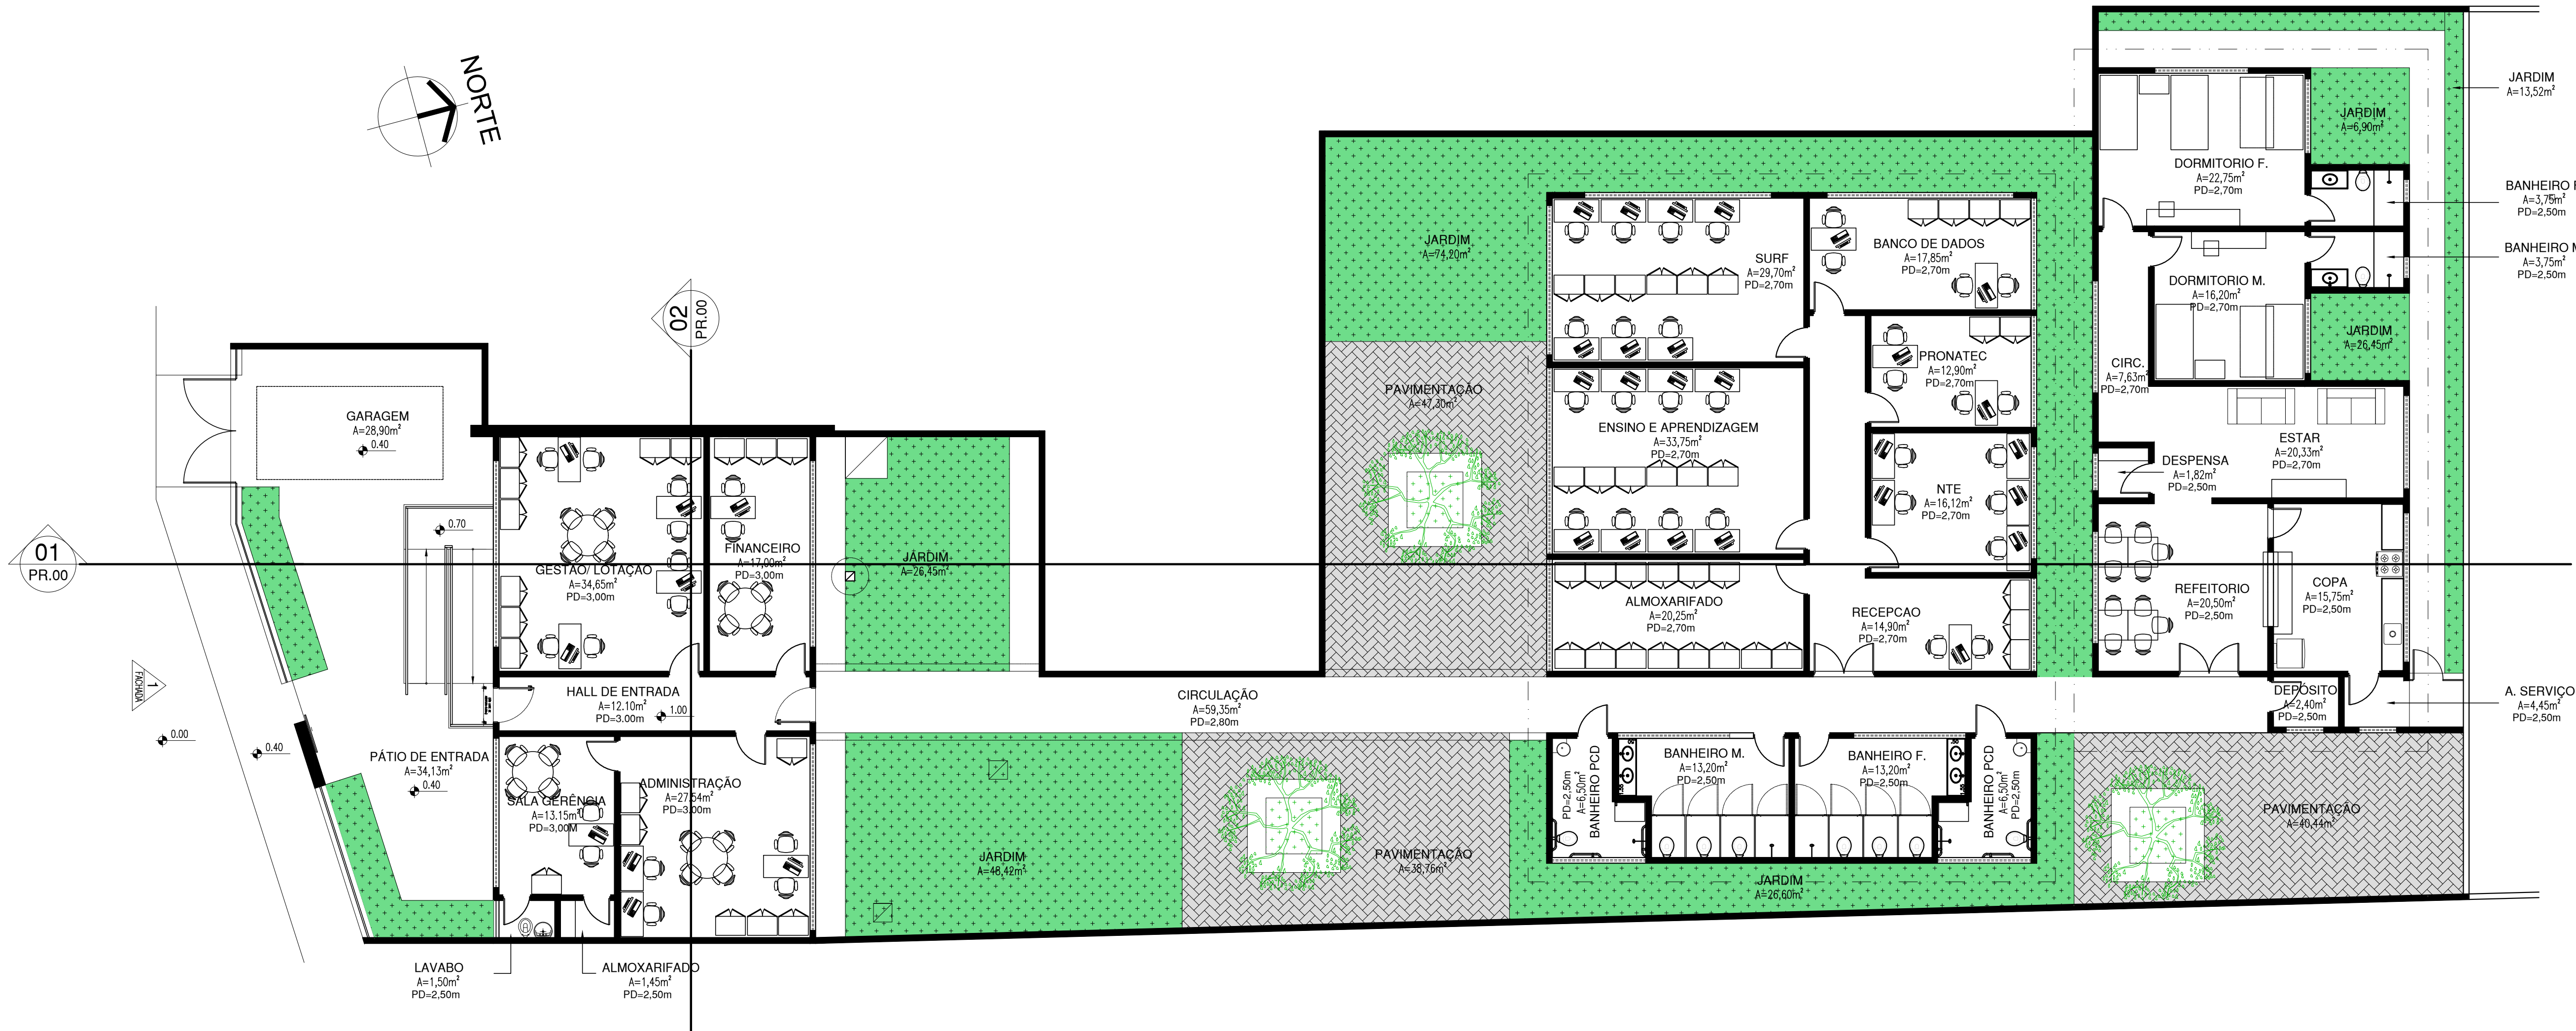 NORTE
02
PR.00
01
PR.00
1
FACHADA
GARAGEM
A=28,90m²
0.40
0.70
0.00
0.40
PÁTIO DE ENTRADA
A=34,13m²
0.40
GESTÃO/ LOTAÇÃO
A=34,65m²
PD=3,00m
FINANCEIRO
A=17,00m²
PD=3,00m
HALL DE ENTRADA
A=12.10m²
PD=3.00m
1.00
SALA GERÊNCIA
A=13.15m²
PD=3,00M
ADMINISTRAÇÃO
A=27,54m²
PD=3,00m
LAVABO
A=1,50m²
PD=2,50m
ALMOXARIFADO
A=1,45m²
PD=2,50m
JARDIM
A=26,45m²
CIRCULAÇÃO
A=59,35m²
PD=2,80m
JARDIM
A=48,42m²
PAVIMENTAÇÃO
A=38,76m²
JARDIM
A=74,20m²
PAVIMENTAÇÃO
A=47,30m²
SURF
A=29,70m²
PD=2,70m
BANCO DE DADOS
A=17,85m²
PD=2,70m
PRONATEC
A=12,90m²
PD=2,70m
ENSINO E APRENDIZAGEM
A=33,75m²
PD=2,70m
NTE
A=16,12m²
PD=2,70m
ALMOXARIFADO
A=20,25m²
PD=2,70m
RECEPCAO
A=14,90m²
PD=2,70m
BANHEIRO PCD
A=6,50m²
PD=2,50m
BANHEIRO M.
A=13,20m²
PD=2,50m
BANHEIRO F.
A=13,20m²
PD=2,50m
BANHEIRO PCD
A=6,50m²
PD=2,50m
JARDIM
A=26,60m²
PAVIMENTAÇÃO
A=40,44m²
DORMITORIO F.
A=22,75m²
PD=2,70m
JARDIM
A=6,90m²
JARDIM
A=13,52m²
BANHEIRO F
A=3,75m²
PD=2,50m
BANHEIRO M
A=3,75m²
PD=2,50m
DORMITORIO M.
A=16,20m²
PD=2,70m
JARDIM
A=26,45m²
CIRC.
A=7,63m²
PD=2,70m
ESTAR
A=20,33m²
PD=2,70m
DESPENSA
A=1,82m²
PD=2,50m
REFEITORIO
A=20,50m²
PD=2,50m
COPA
A=15,75m²
PD=2,50m
DEPÓSITO
A=2,40m²
PD=2,50m
A. SERVIÇO
A=4,45m²
PD=2,50m